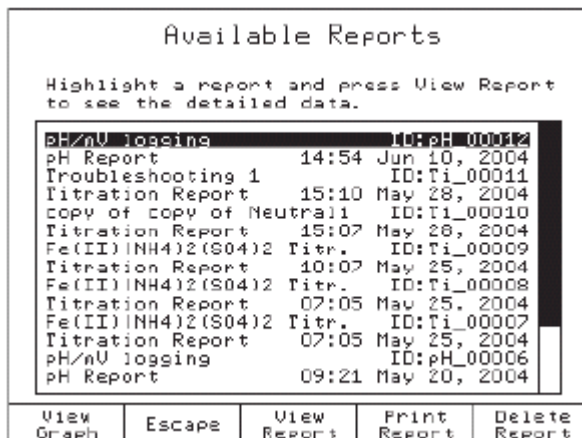 Available Reports
Highlight a report and press View Report
to see the detailed data.
pH/mV logging ID:pH_00012
pH Report 14:54 Jun 10, 2004
Troubleshooting 1 ID:Ti_00011
Titration Report 15:10 May 28, 2004
copy of copy of Neutrali ID:Ti_00010
Titration Report 15:07 May 28, 2004
Fe(II)(NH4)2(SO4)2 Titr. ID:Ti_00009
Titration Report 10:07 May 25, 2004
Fe(II)(NH4)2(SO4)2 Titr. ID:Ti_00008
Titration Report 07:05 May 25, 2004
Fe(II)(NH4)2(SO4)2 Titr. ID:Ti_00007
Titration Report 07:05 May 25, 2004
pH/mV logging ID:pH_00006
pH Report 09:21 May 20, 2004
View Graph Escape View Report Print Report Delete Report